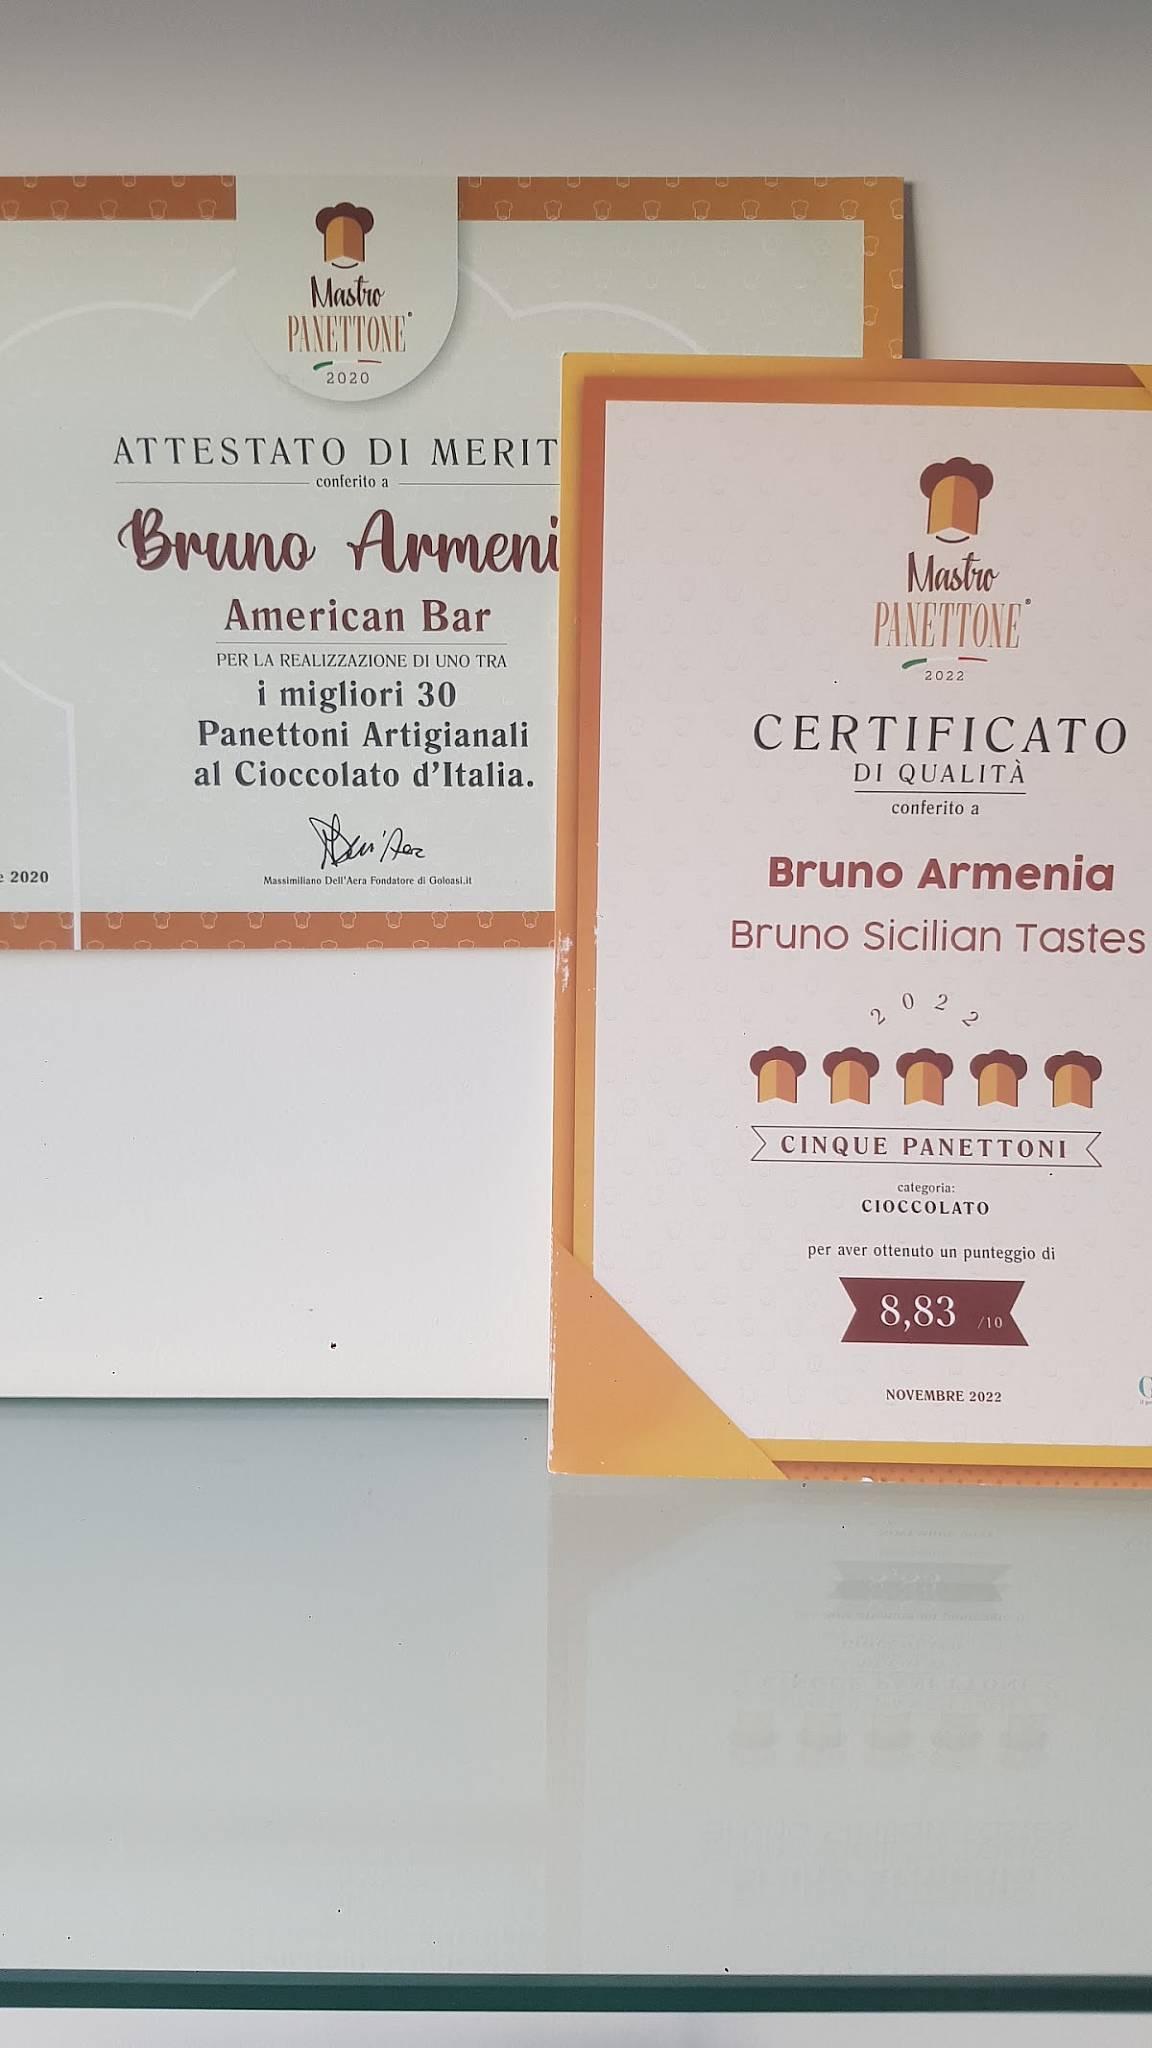 Mastro
PANETTONE®
2020
ATTESTATO DI MERIT
conferito a
Bruno Armeni
American Bar
PER LA REALIZZAZIONE DI UNO TRA
i migliori 30
Panettoni Artigianali
al Cioccolato d'Italia.
e 2020
Massimiliano Dell'Aera Fondatore di Goloasi.it
Mastro
PANETTONE®
2022
CERTIFICATO
DI QUALITÀ
conferito a
Bruno Armenia
Bruno Sicilian Tastes
2022
CINQUE PANETTONI
categoria:
CIOCCOLATO
per aver ottenuto un punteggio di
8,83 /10
NOVEMBRE 2022
G